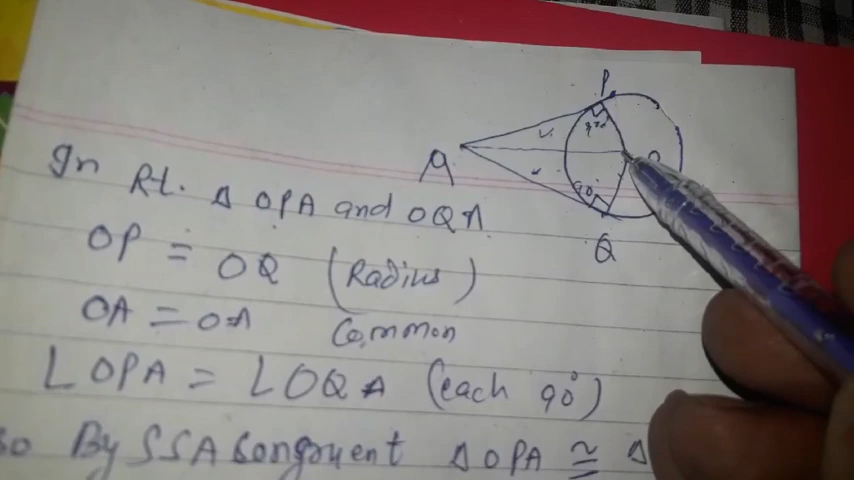 P
90°
A
O
90
Q
In Rt. Δ OPA and OQA
OP = OQ (Radius)
OA = OA Common
∠OPA = ∠OQA (each 90°)
so By SSA Congruent Δ OPA ≅ Δ